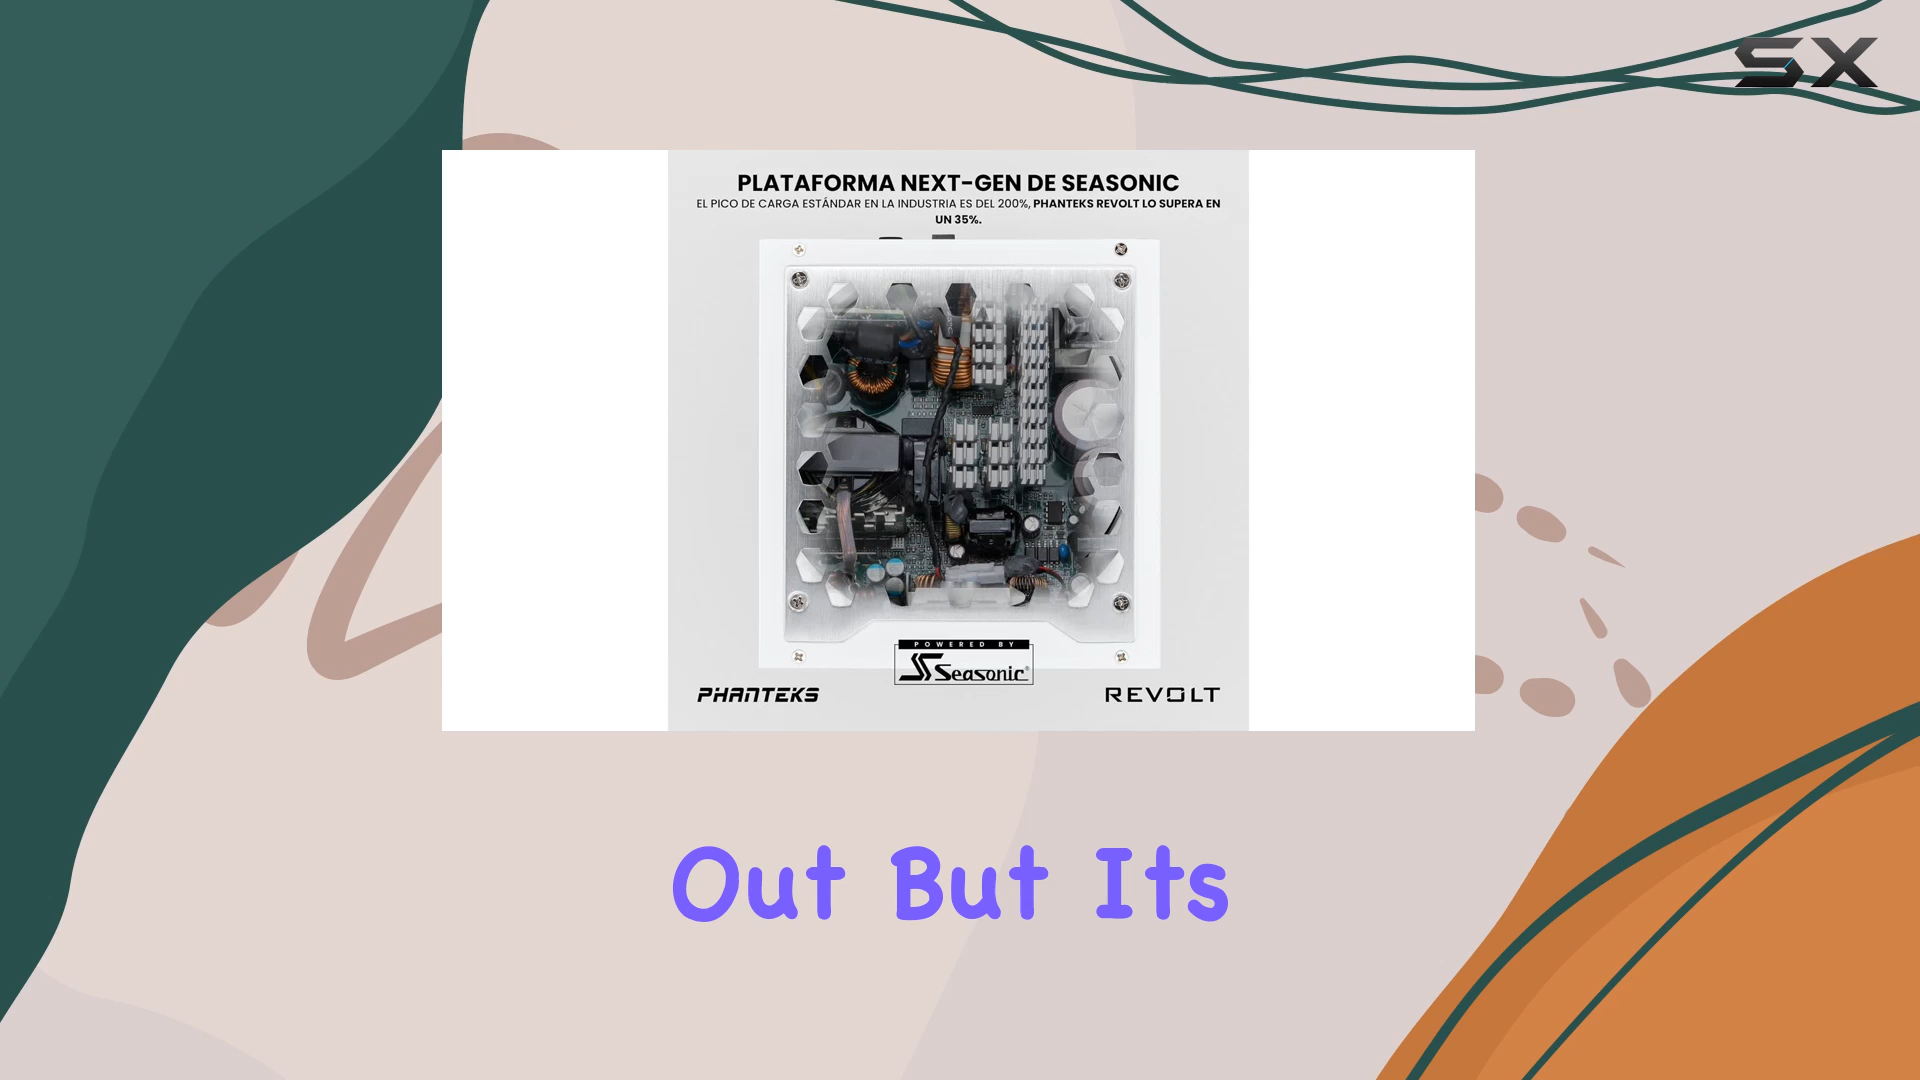 SX
PLATAFORMA NEXT-GEN DE SEASONIC
EL PICO DE CARGA ESTÁNDAR EN LA INDUSTRIA ES DEL 200%, PHANTEKS REVOLT LO SUPERA EN
UN 35%.
POWERED BY
Seasonic®
PHANTEKS
REVOLT
Out But Its